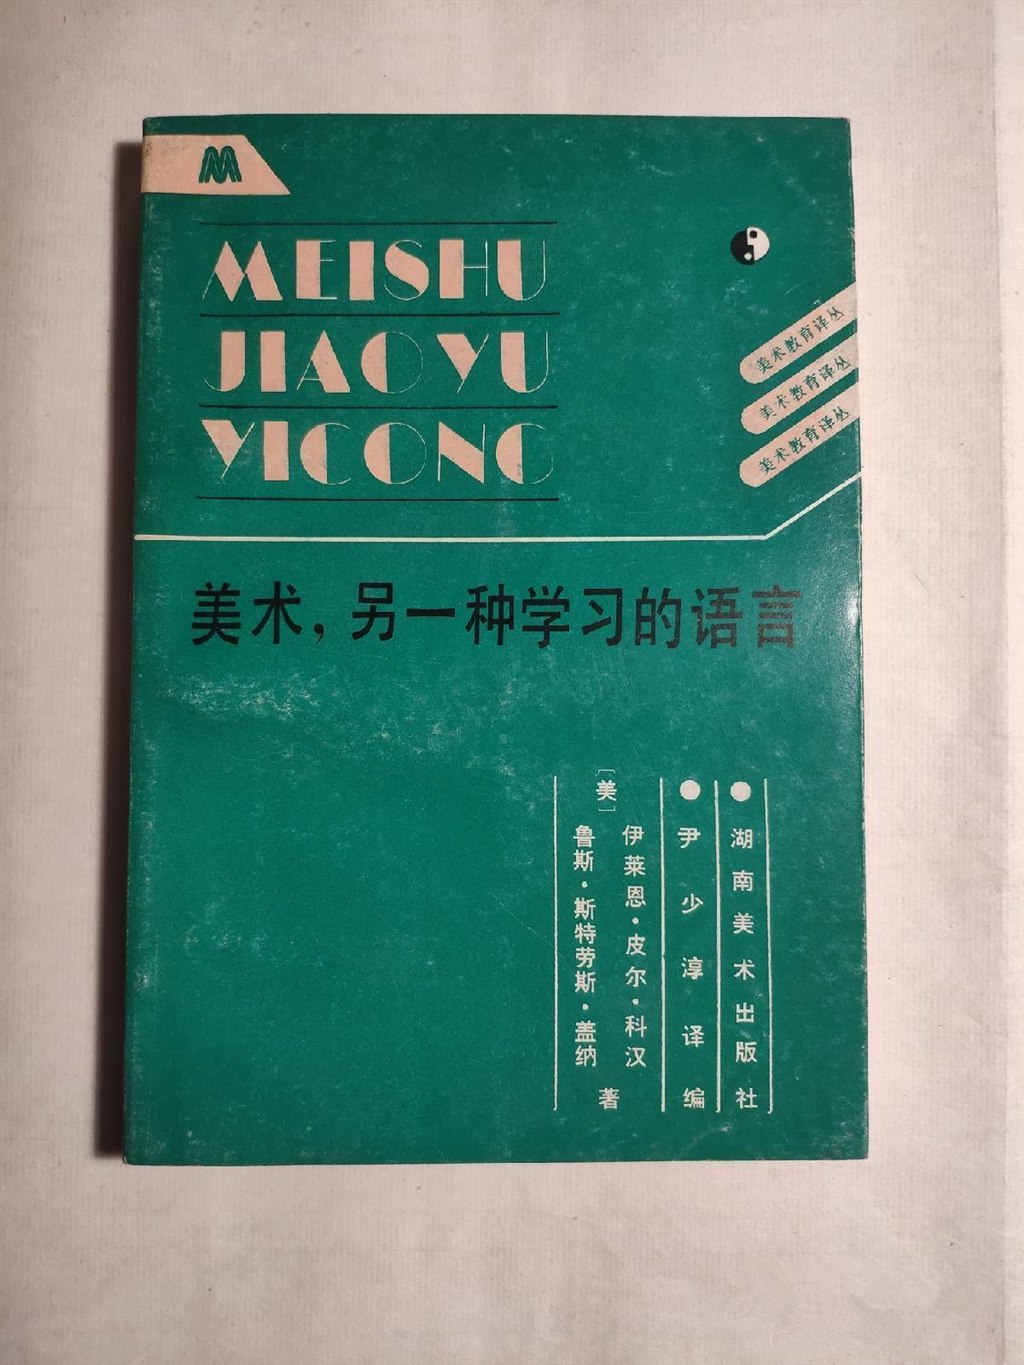 M
MEISHU
JIAO YU
YICONG
美术教育译丛
美术教育译丛
美术教育译丛
美术，另一种学习的语言
湖南美术出版社
尹少淳译编
［美］
伊莱恩·皮尔·科汉
鲁斯·斯特劳斯·盖纳
著